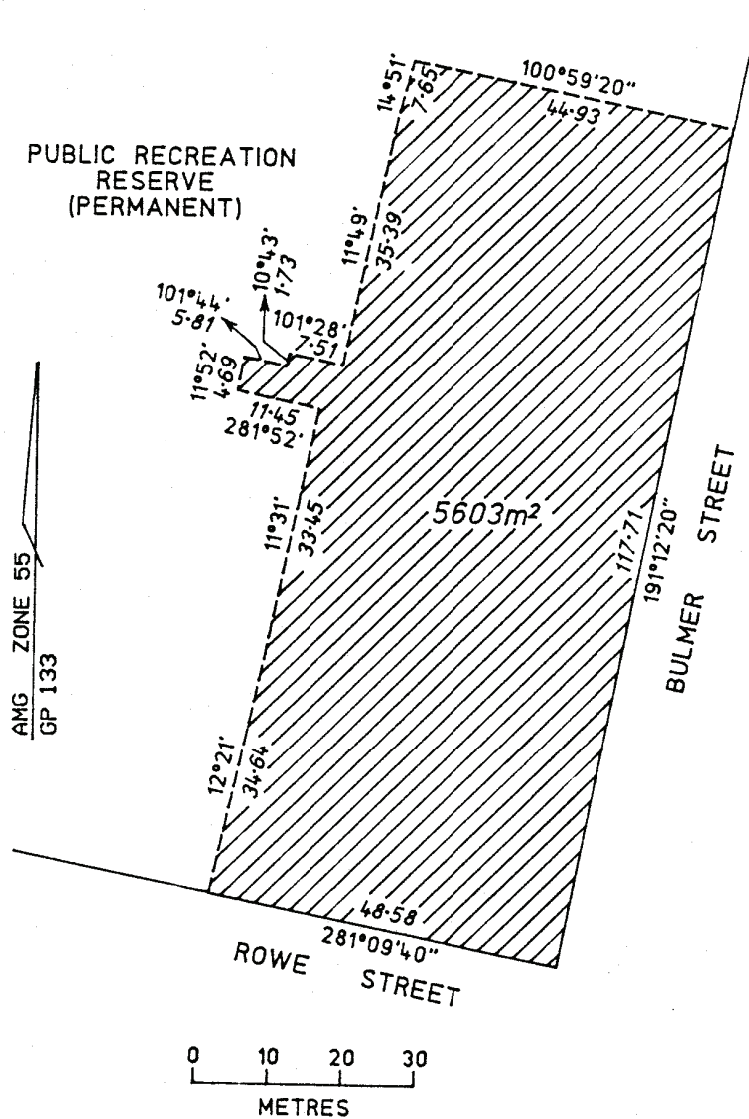 100°59'20"
44·93
14°51'
7·65
PUBLIC RECREATION
RESERVE
(PERMANENT)
11°49'
35·39
10°43'
1·73
101°44'
5·81
101°28'
7·51
11°52'
4·69
11·45
281°52'
5603m²
11°31'
33·45
117·71
191°12'20"
BULMER STREET
AMG ZONE 55
GP 133
12°21'
34·64
48·58
281°09'40"
ROWE STREET
0 10 20 30
METRES